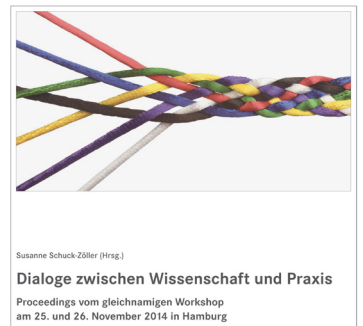 Susanne Schuck-Zöller (Hrsg.)
Dialoge zwischen Wissenschaft und Praxis
Proceedings vom gleichnamigen Workshop
am 25. und 26. November 2014 in Hamburg